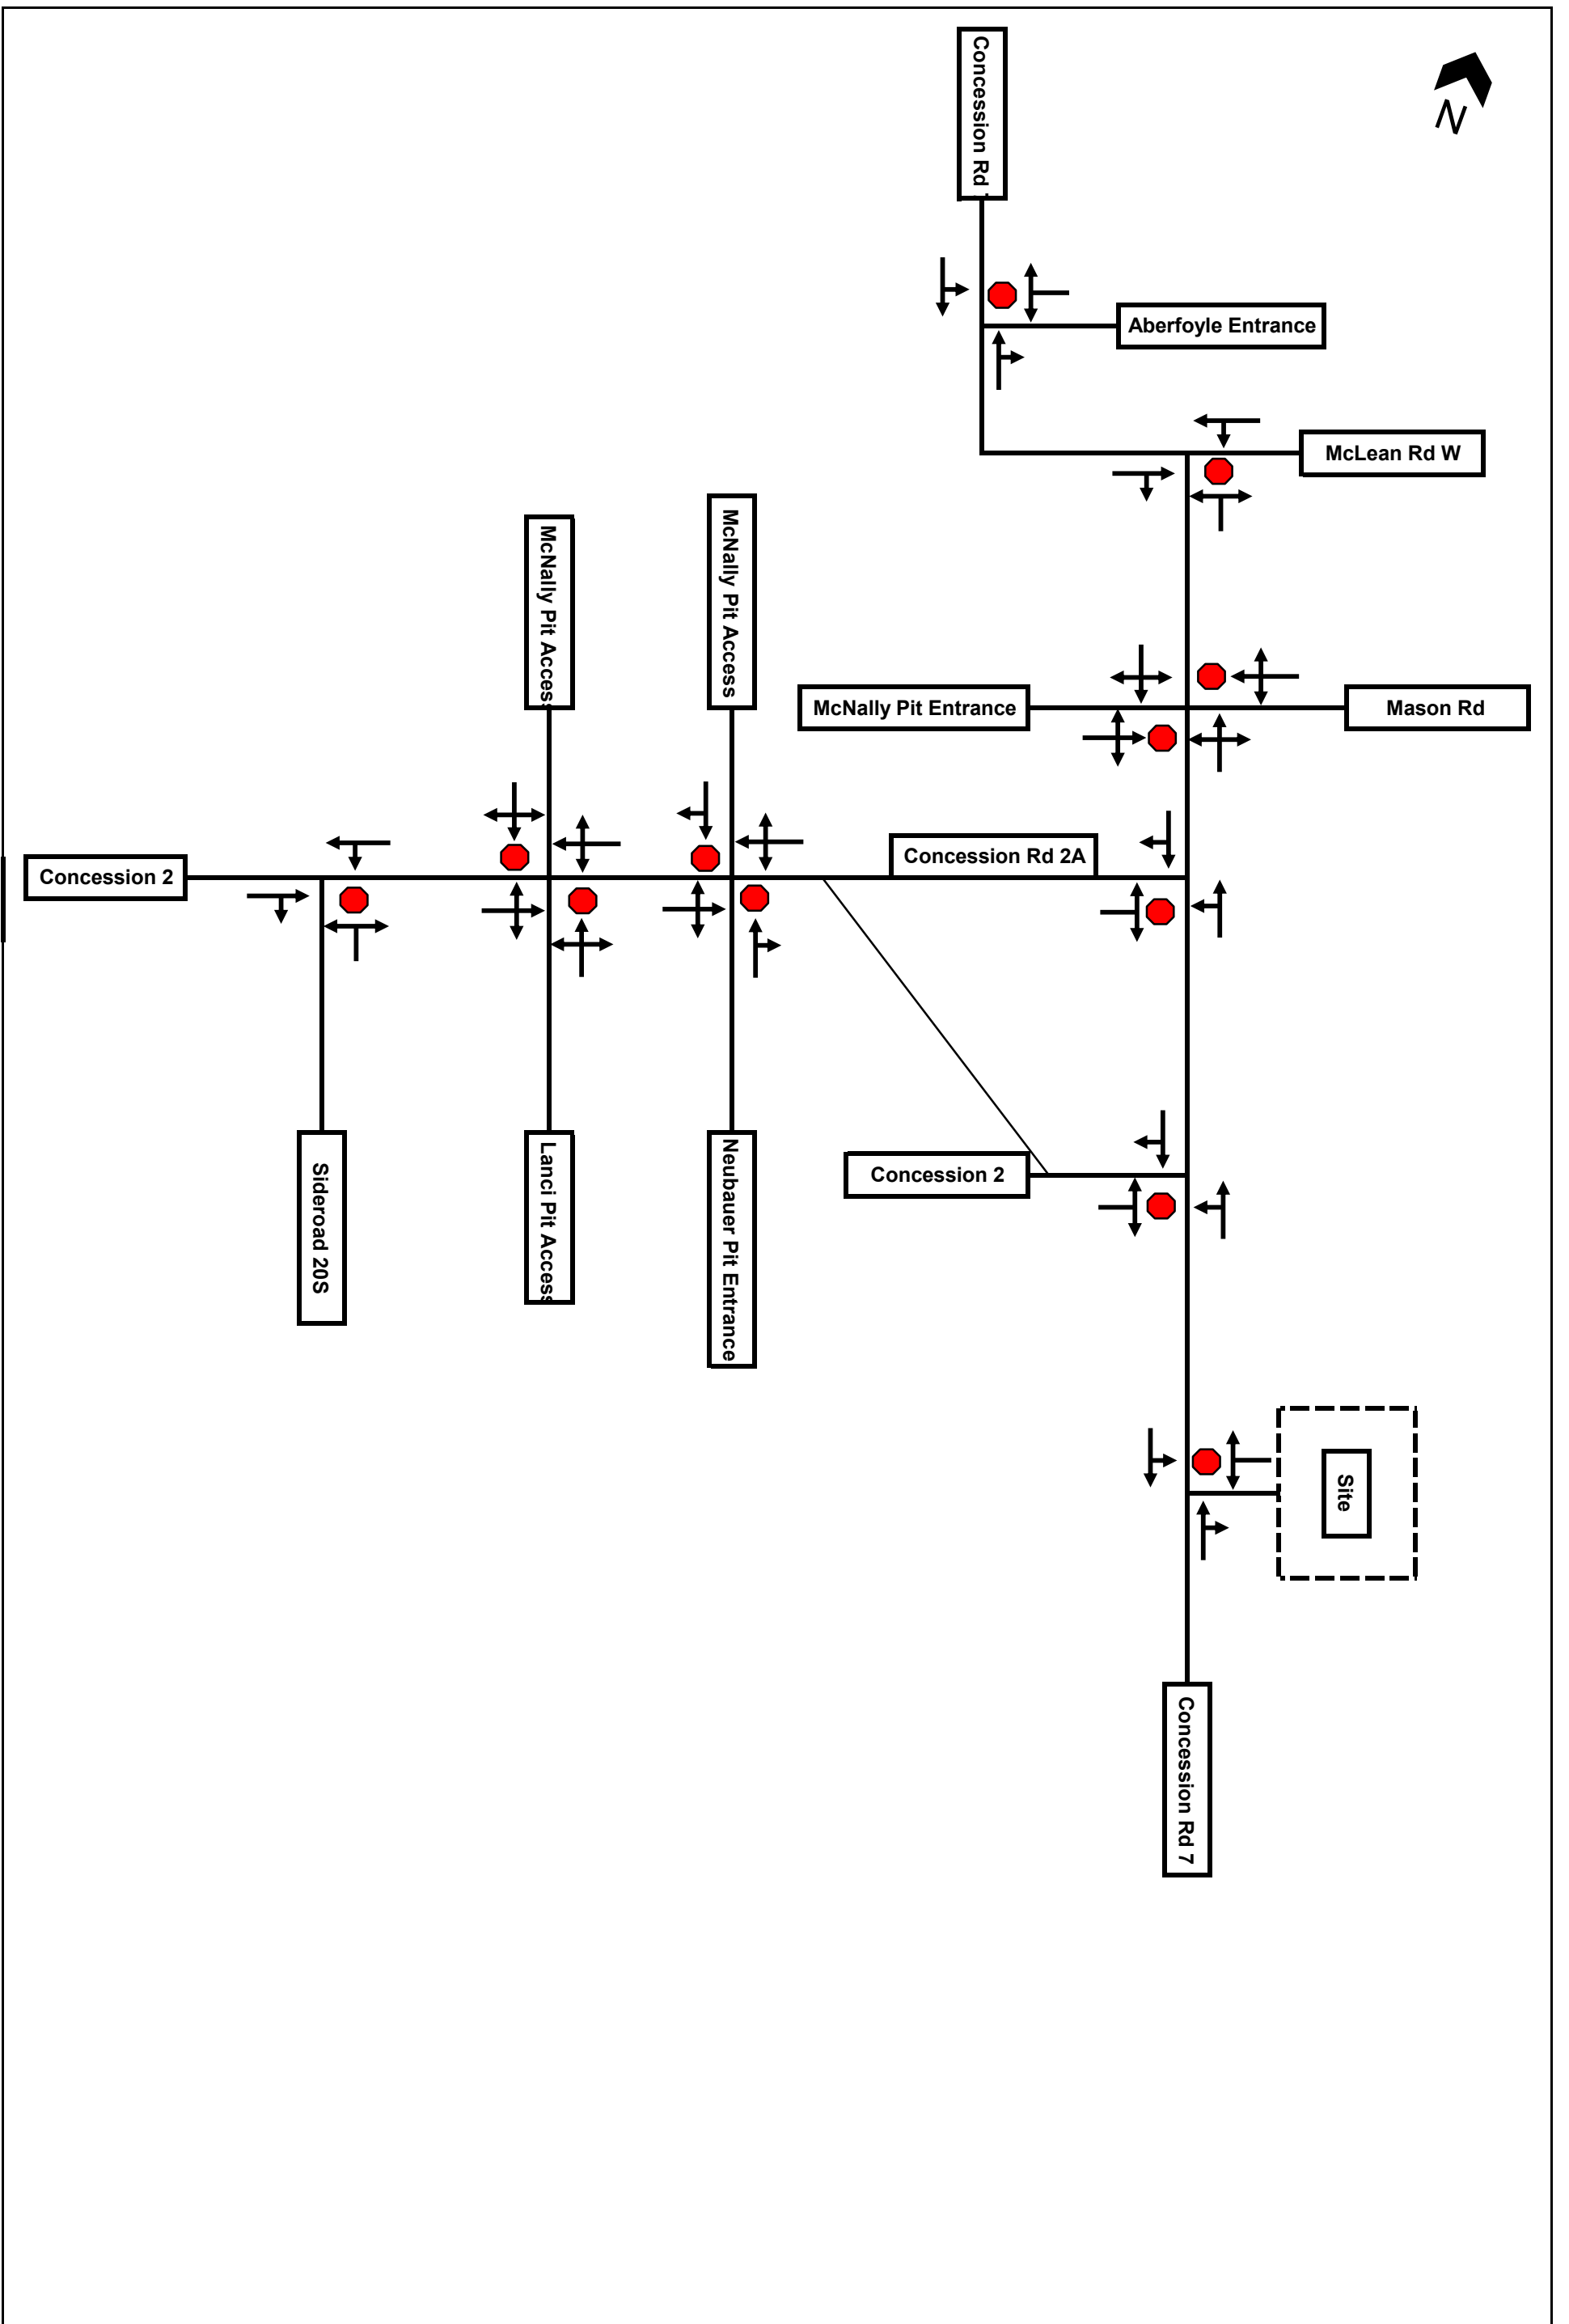 Concession Rd
N
Aberfoyle Entrance
McLean Rd W
McNally Pit Access
McNally Pit Access
McNally Pit Entrance
Mason Rd
Concession Rd 2A
Concession 2
Concession 2
Sideroad 20S
Lanci Pit Access
Neubauer Pit Entrance
Site
Concession Rd 7